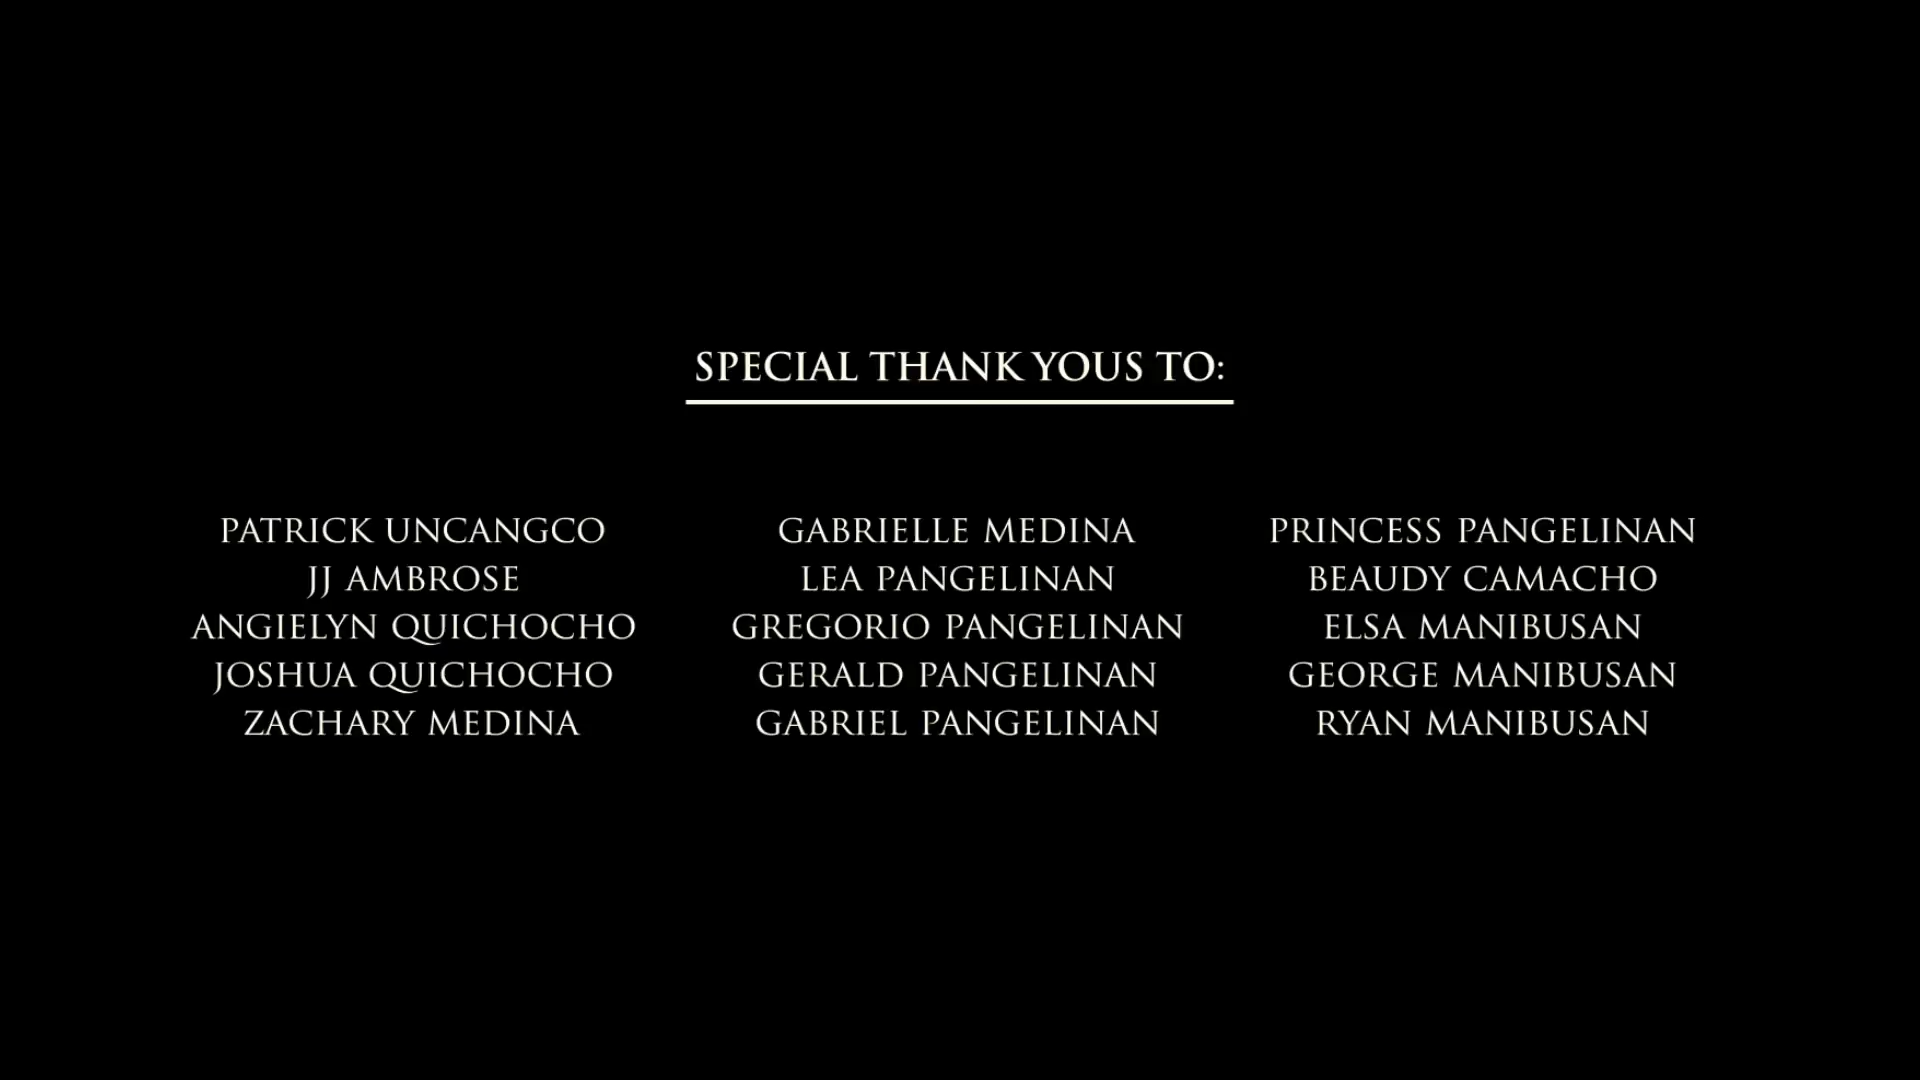 SPECIAL THANK YOUS TO:
PATRICK UNCANGCO
JJ AMBROSE
ANGIELYN QUICHOCHO
JOSHUA QUICHOCHO
ZACHARY MEDINA
GABRIELLE MEDINA
LEA PANGELINAN
GREGORIO PANGELINAN
GERALD PANGELINAN
GABRIEL PANGELINAN
PRINCESS PANGELINAN
BEAUDY CAMACHO
ELSA MANIBUSAN
GEORGE MANIBUSAN
RYAN MANIBUSAN